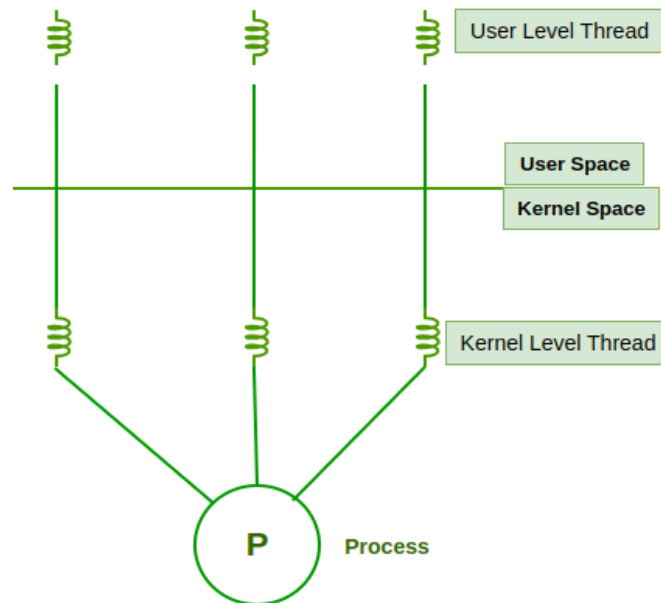 User Level Thread
User Space
Kernel Space
Kernel Level Thread
P
Process